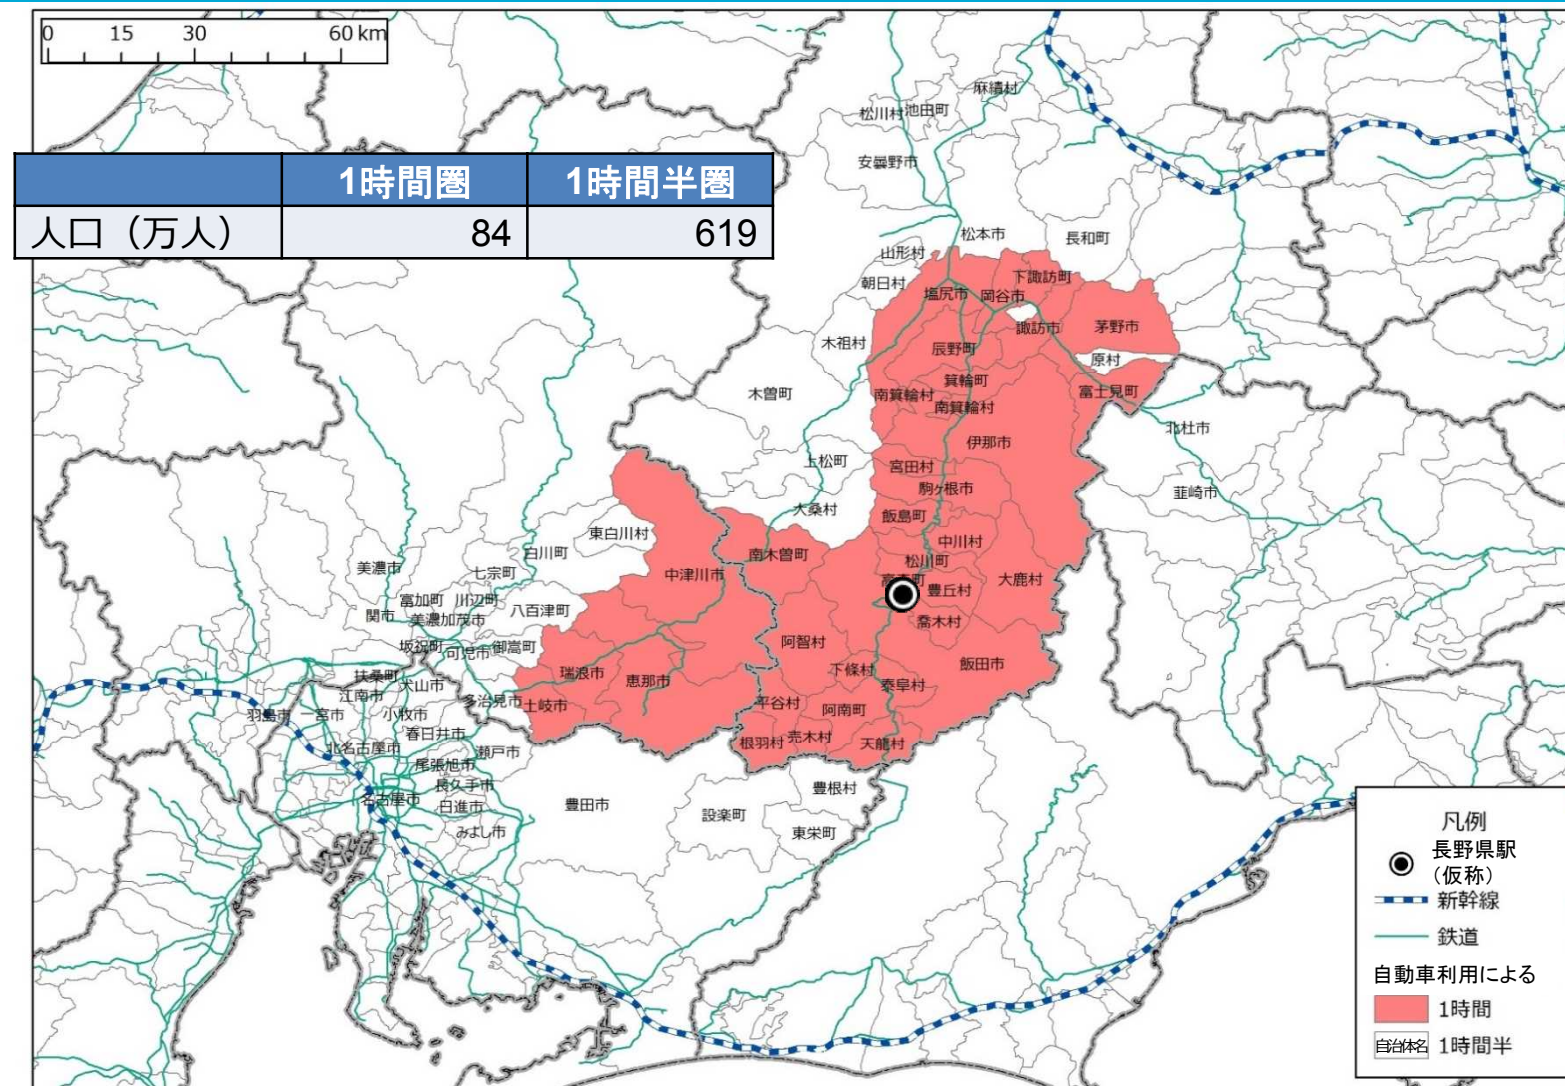 0 15 30 60 km
1時間圏 1時間半圏
人口（万人） 84 619
麻績村
松川村
池田町
安曇野市
松本市
長和町
山形村
朝日村
下諏訪町
塩尻市
岡谷市
諏訪市
茅野市
木祖村
辰野町
原村
箕輪町
富士見町
木曽町
南箕輪村
南箕輪村
北杜市
伊那市
上松町
宮田村
駒ヶ根市
韮崎市
大桑村
飯島町
東白川村
中川村
白川町
南木曽町
松川町
美濃市
七宗町
中津川市
大鹿村
豊丘村
富加町
川辺町
八百津町
関市
美濃加茂市
喬木村
坂祝町
可児市
御嵩町
阿智村
飯田市
扶桑町
瑞浪市
恵那市
下條村
泰阜村
江南市
犬山市
多治見市
土岐市
平谷村
阿南町
羽島市
一宮市
小牧市
春日井市
北名古屋市
瀬戸市
根羽村
売木村
天龍村
尾張旭市
長久手市
豊根村
名古屋市
日進市
豊田市
設楽町
みよし市
東栄町
凡例
長野県駅
（仮称）
新幹線
鉄道
自動車利用による
1時間
自治体名 1時間半